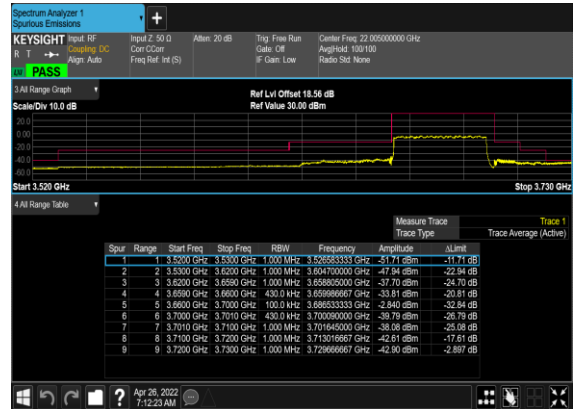 Spectrum Analyzer 1
Spurious Emissions
+
KEYSIGHT Input: RF Input Z: 50 Ω Atten: 20 dB Trig: Free Run Center Freq: 22.005000000 GHz
R T Coupling: DC Corr CCorr Gate: Off Avg|Hold: 100/100
Align: Auto Freq Ref: Int (S) IF Gain: Low Radio Std: None
PASS
3 All Range Graph Ref Lvl Offset 18.56 dB
Scale/Div 10.0 dB Ref Value 30.00 dBm
20.0
0.00
-20.0
-40.0
-60.0
Start 3.520 GHz Stop 3.730 GHz
4 All Range Table
Measure Trace Trace 1
Trace Type Trace Average (Active)
Spur Range Start Freq Stop Freq RBW Frequency Amplitude ΔLimit
1 1 3.5200 GHz 3.5300 GHz 1.000 MHz 3.526583333 GHz -51.71 dBm -11.71 dB
2 2 3.5300 GHz 3.6200 GHz 1.000 MHz 3.604700000 GHz -47.94 dBm -22.94 dB
3 3 3.6200 GHz 3.6590 GHz 1.000 MHz 3.658805000 GHz -37.70 dBm -24.70 dB
4 4 3.6590 GHz 3.6600 GHz 430.0 kHz 3.659986667 GHz -33.81 dBm -20.81 dB
5 5 3.6600 GHz 3.7000 GHz 100.0 kHz 3.686533333 GHz -2.840 dBm -32.84 dB
6 6 3.7000 GHz 3.7010 GHz 430.0 kHz 3.700090000 GHz -39.79 dBm -26.79 dB
7 7 3.7010 GHz 3.7100 GHz 1.000 MHz 3.701645000 GHz -38.08 dBm -25.08 dB
8 8 3.7100 GHz 3.7200 GHz 1.000 MHz 3.713016667 GHz -42.61 dBm -17.61 dB
9 9 3.7200 GHz 3.7300 GHz 1.000 MHz 3.729666667 GHz -42.90 dBm -2.897 dB
? Apr 26, 2022
7:12:23 AM